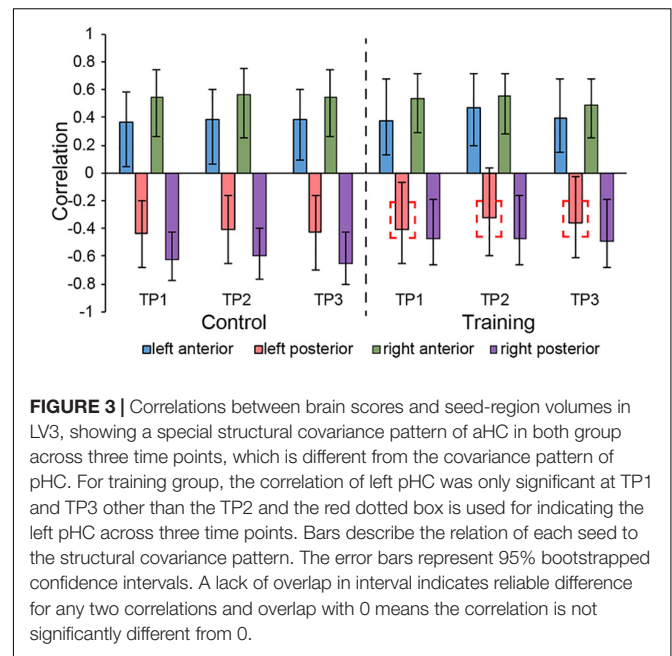 1
0.8
0.6
0.4
0.2
0
-0.2
-0.4
-0.6
-0.8
-1
Correlation
TP1 TP2 TP3 TP1 TP2 TP3
Control Training
left anterior left posterior right anterior right posterior
FIGURE 3 | Correlations between brain scores and seed-region volumes in
LV3, showing a special structural covariance pattern of aHC in both group
across three time points, which is different from the covariance pattern of
pHC. For training group, the correlation of left pHC was only significant at TP1
and TP3 other than the TP2 and the red dotted box is used for indicating the
left pHC across three time points. Bars describe the relation of each seed to
the structural covariance pattern. The error bars represent 95% bootstrapped
confidence intervals. A lack of overlap in interval indicates reliable difference
for any two correlations and overlap with 0 means the correlation is not
significantly different from 0.